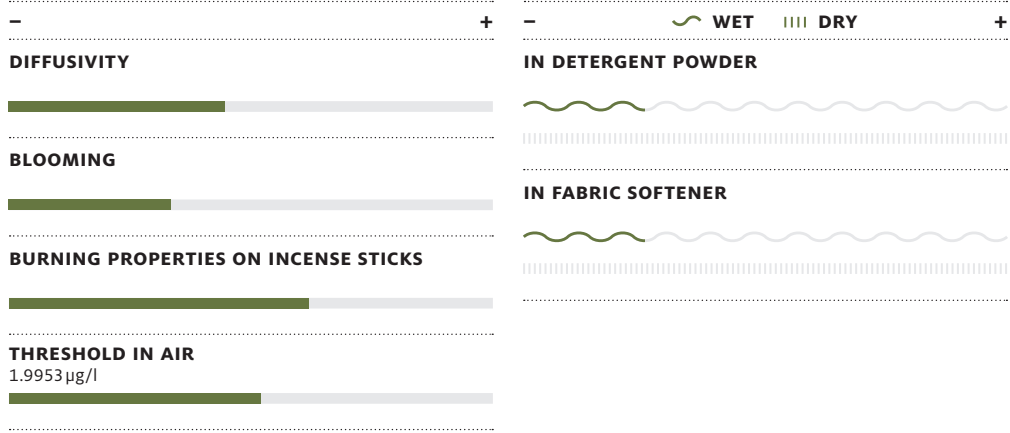 – +
DIFFUSIVITY
BLOOMING
BURNING PROPERTIES ON INCENSE STICKS
THRESHOLD IN AIR
1.9953 µg/l
– WET DRY +
IN DETERGENT POWDER
IN FABRIC SOFTENER